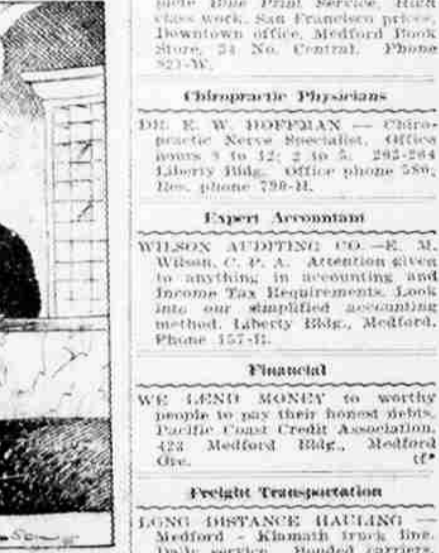 plete Blue Print Service. High
class work. San Francisco prices.
Downtown office, Medford Book
Store, 34 No. Central. Phone
Chiropractic Physicians
DR. E. W. HOFFMAN — Chiro-
practic Nerve Specialist. Office
hours 9 to 12; 2 to 5.
Liberty Bldg. Office phone 580,
Res. phone
Expert Accountant
WILSON AUDITING CO.—E. M.
Wilson, C. P. A. Attention given
to anything in accounting and
Income Tax Requirements. Look
into our simplified accounting
method. Liberty Bldg., Medford.
Phone
Financial
WE LEND MONEY to worthy
people to pay their honest debts.
Pacific Coast Credit Association,
423 Medford Bldg., Medford
Ore. tf*
Freight Transportation
LONG DISTANCE HAULING —
Medford - Klamath truck line.
Daily service. Bonded carriers.